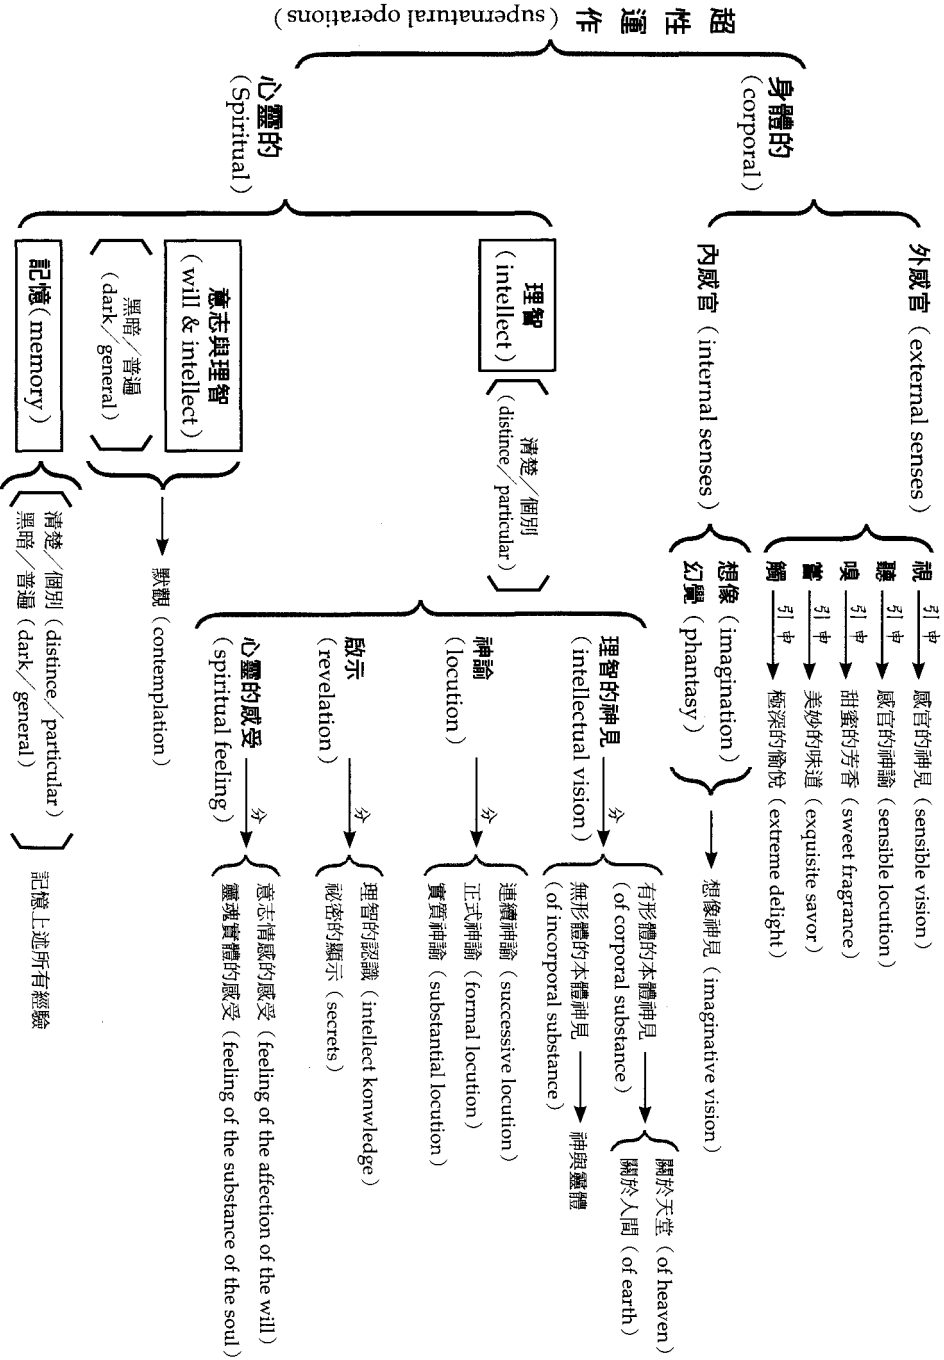 超性運作 (supernatural operations)
身體的
(corporal)
外感官 (external senses)
視 引申 感官的神見 (sensible vision)
聽 引申 感官的神諭 (sensible locution)
嗅 引申 甜蜜的芳香 (sweet fragrance)
嘗 引申 美妙的味道 (exquisite savor)
觸 引申 極深的愉悅 (extreme delight)
內感官 (internal senses)
想像 (imagination)
幻覺 (phantasy)
想像神見 (imaginative vision)
心靈的
(Spiritual)
理智
(intellect)
清楚/個別
(distince/particular)
理智的神見
(intellectual vision)
分
有形體的本體神見
(of corporal substance)
關於天堂 (of heaven)
關於人間 (of earth)
無形體的本體神見
(of incorporal substance)
神與靈體
神諭
(locution)
分
連續神諭 (successive locution)
正式神諭 (formal locution)
實質神諭 (substantial locution)
啟示
(revelation)
分
理智的認識 (intellect konwledge)
祕密的顯示 (secrets)
心靈的感受
(spiritual feeling)
分
意志情感的感受 (feeling of the affection of the will)
靈魂實體的感受 (feeling of the substance of the soul)
意志與理智
(will & intellect)
黑暗/普遍
(dark/general)
默觀 (contemplation)
記憶 (memory)
清楚/個別 (distince/particular)
黑暗/普遍 (dark/general)
記憶上述所有經驗